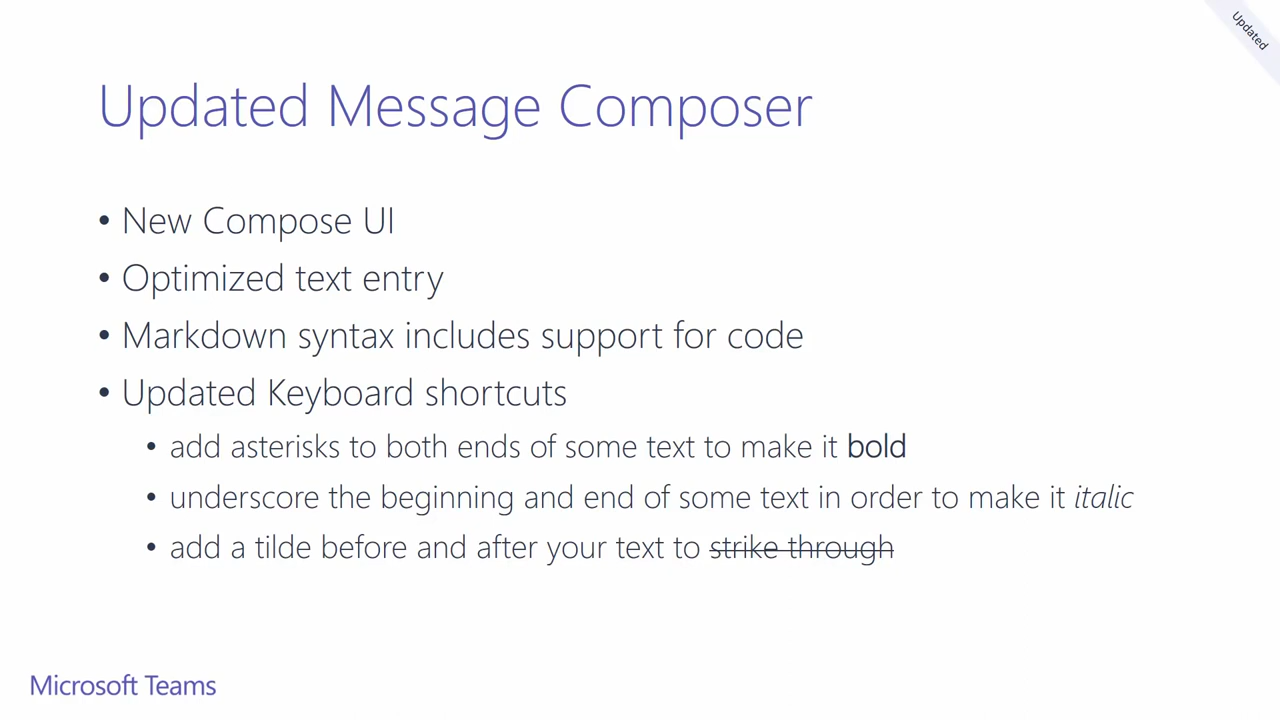 Updated
Updated Message Composer
• New Compose UI
• Optimized text entry
• Markdown syntax includes support for code
• Updated Keyboard shortcuts
• add asterisks to both ends of some text to make it bold
• underscore the beginning and end of some text in order to make it italic
• add a tilde before and after your text to strike through
Microsoft Teams